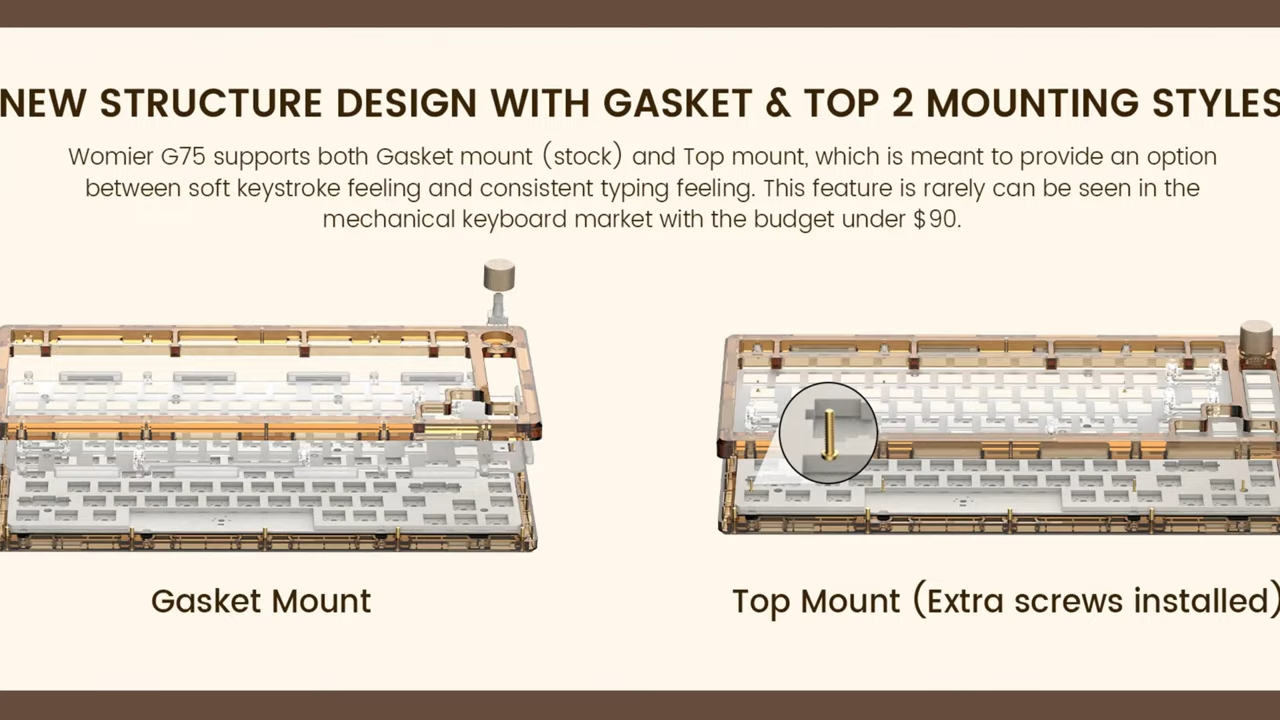 NEW STRUCTURE DESIGN WITH GASKET & TOP 2 MOUNTING STYLES
Womier G75 supports both Gasket mount (stock) and Top mount, which is meant to provide an option
between soft keystroke feeling and consistent typing feeling. This feature is rarely can be seen in the
mechanical keyboard market with the budget under $90.
Gasket Mount
Top Mount (Extra screws installed)